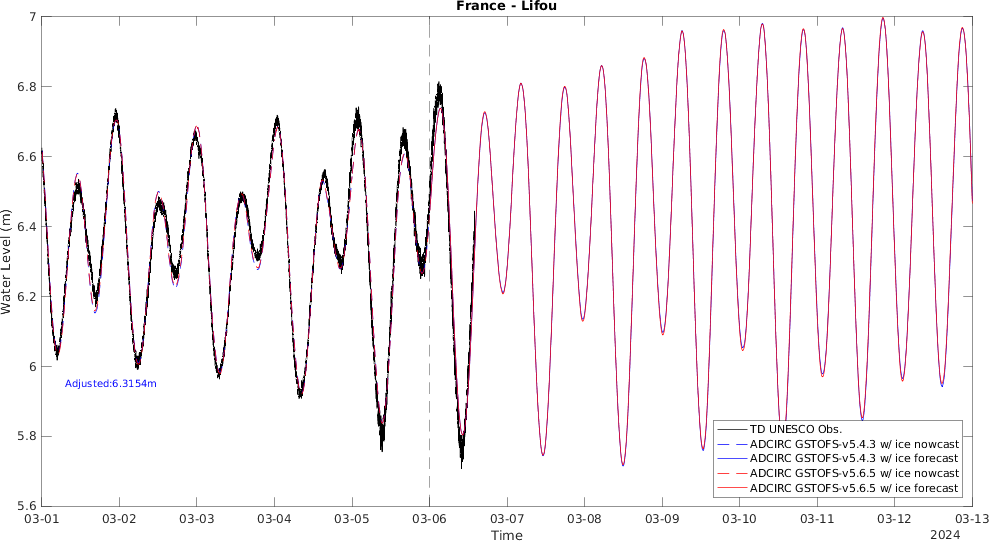 France - Lifou
7
6.8
6.6
6.4
6.2
6
5.8
5.6
Water Level (m)
Adjusted:6.3154m
TD UNESCO Obs.
ADCIRC GSTOFS-v5.4.3 w/ ice nowcast
ADCIRC GSTOFS-v5.4.3 w/ ice forecast
ADCIRC GSTOFS-v5.6.5 w/ ice nowcast
ADCIRC GSTOFS-v5.6.5 w/ ice forecast
03-01 03-02 03-03 03-04 03-05 03-06 03-07 03-08 03-09 03-10 03-11 03-12 03-13
Time
2024